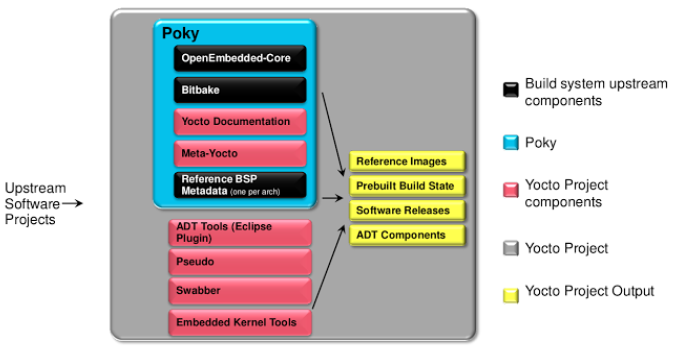 Poky
OpenEmbedded-Core
Bitbake
Yocto Documentation
Meta-Yocto
Reference BSP
Metadata (one per arch)
ADT Tools (Eclipse
Plugin)
Pseudo
Swabber
Embedded Kernel Tools
Upstream
Software
Projects
Reference Images
Prebuilt Build State
Software Releases
ADT Components
Build system upstream
components
Poky
Yocto Project
components
Yocto Project
Yocto Project Output